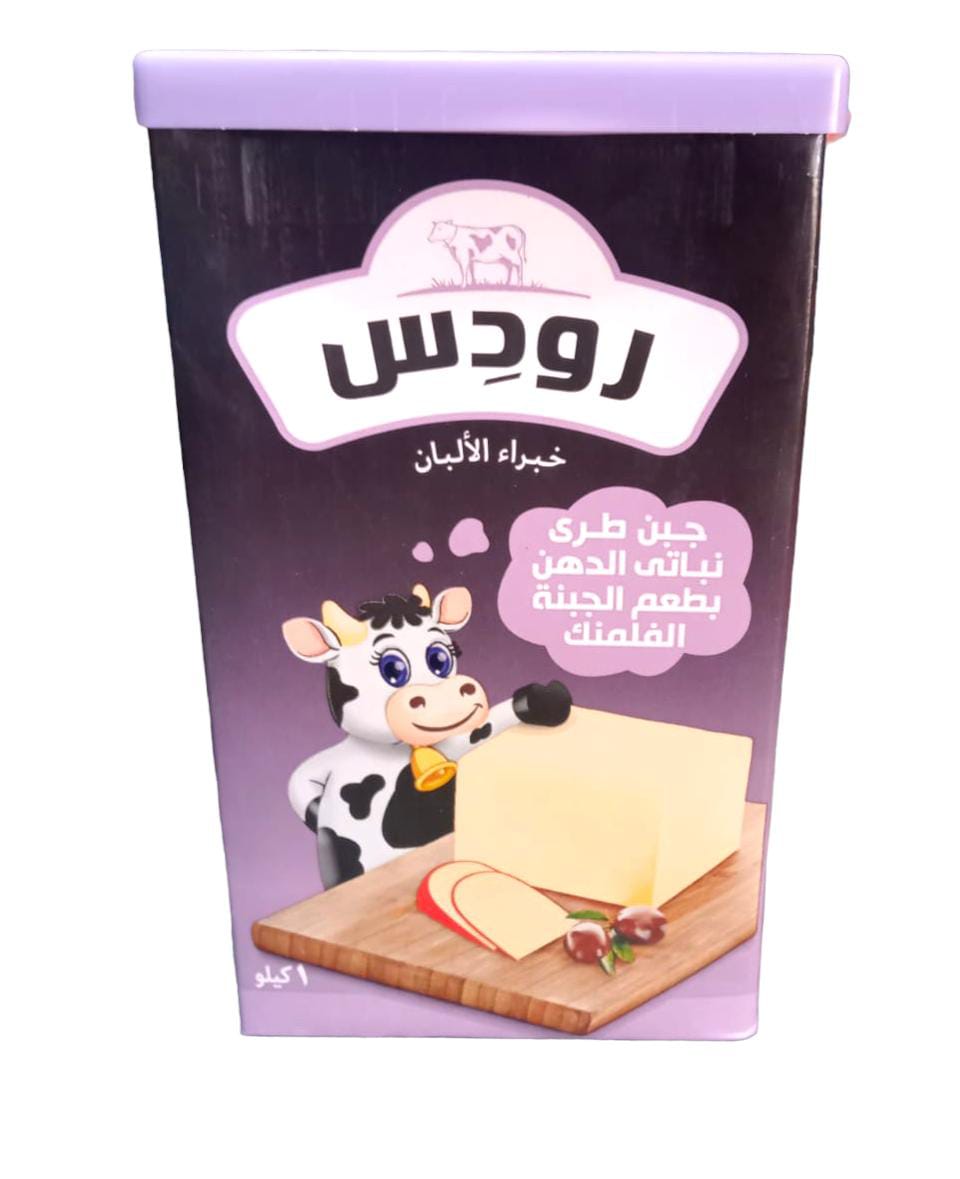 رودِس
خبراء الألبان
جبن طرى
نباتى الدهن
بطعم الجبنة
الفلمنك
١ كيلو